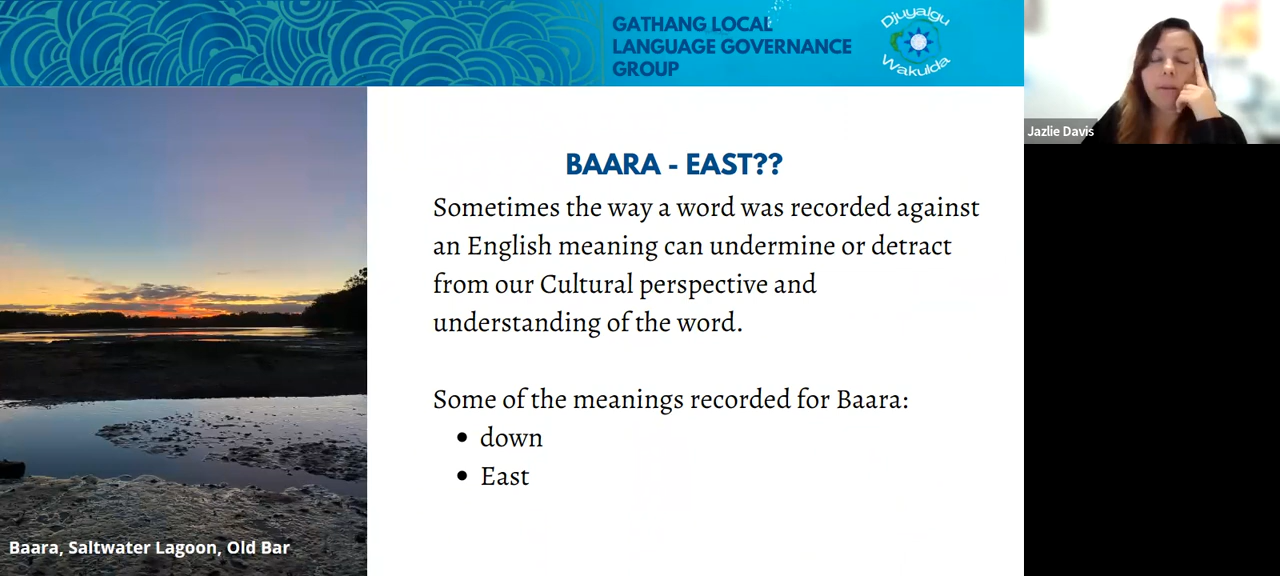 GATHANG LOCAL
LANGUAGE GOVERNANCE
GROUP
Djuyalgu
Wakulda
Jazlie Davis
BAARA - EAST??
Sometimes the way a word was recorded against
an English meaning can undermine or detract
from our Cultural perspective and
understanding of the word.
Some of the meanings recorded for Baara:
• down
• East
Baara, Saltwater Lagoon, Old Bar